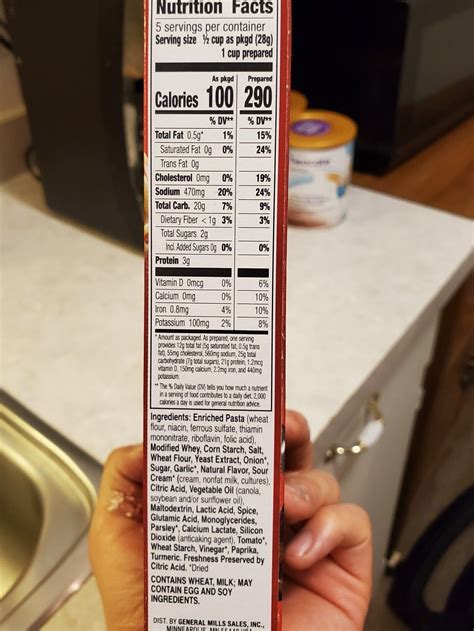 Nutrition Facts
5 servings per container
Serving size ½ cup as pkgd (28g)
1 cup prepared
As pkgd Prepared
Calories 100 290
% DV** % DV**
Total Fat 0.5g* 1% 15%
Saturated Fat 0g 0% 24%
Trans Fat 0g
Cholesterol 0mg 0% 19%
Sodium 470mg 20% 24%
Total Carb. 20g 7% 9%
Dietary Fiber < 1g 3% 3%
Total Sugars 2g
Incl. Added Sugars 0g 0% 0%
Protein 3g
Vitamin D 0mcg 0% 6%
Calcium 0mg 0% 10%
Iron 0.8mg 4% 10%
Potassium 100mg 2% 8%
* Amount as packaged. As prepared, one serving
provides 12g total fat (5g saturated fat, 0.5g trans
fat), 55mg cholesterol, 560mg sodium, 25g total
carbohydrate (7g total sugars), 21g protein, 1.2mcg
vitamin D, 150mg calcium, 2.2mg iron, and 440mg
potassium.
** The % Daily Value (DV) tells you how much a nutrient
in a serving of food contributes to a daily diet. 2,000
calories a day is used for general nutrition advice.
Ingredients: Enriched Pasta (wheat
flour, niacin, ferrous sulfate, thiamin
mononitrate, riboflavin, folic acid),
Modified Whey, Corn Starch, Salt,
Wheat Flour, Yeast Extract, Onion*,
Sugar, Garlic*, Natural Flavor, Sour
Cream* (cream, nonfat milk, cultures),
Citric Acid, Vegetable Oil (canola,
soybean and/or sunflower oil),
Maltodextrin, Lactic Acid, Spice,
Glutamic Acid, Monoglycerides,
Parsley*, Calcium Lactate, Silicon
Dioxide (anticaking agent), Tomato*,
Wheat Starch, Vinegar*, Paprika,
Turmeric. Freshness Preserved by
Citric Acid. *Dried
CONTAINS WHEAT, MILK; MAY
CONTAIN EGG AND SOY
INGREDIENTS.
DIST. BY GENERAL MILLS SALES, INC.,